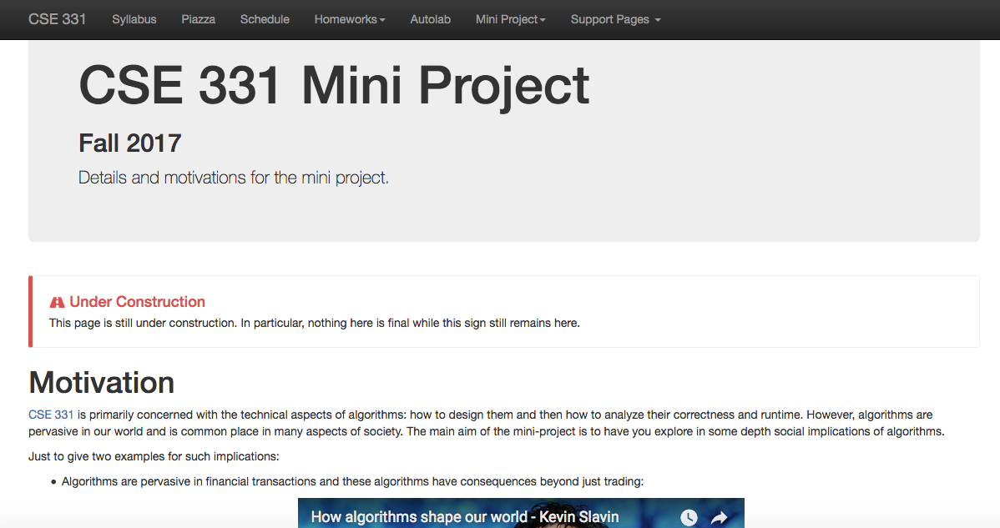 CSE 331 Syllabus Piazza Schedule Homeworks Autolab Mini Project Support Pages
CSE 331 Mini Project
Fall 2017
Details and motivations for the mini project.
Under Construction
This page is still under construction. In particular, nothing here is final while this sign still remains here.
Motivation
CSE 331 is primarily concerned with the technical aspects of algorithms: how to design them and then how to analyze their correctness and runtime. However, algorithms are
pervasive in our world and is common place in many aspects of society. The main aim of the mini-project is to have you explore in some depth social implications of algorithms.
Just to give two examples for such implications:
• Algorithms are pervasive in financial transactions and these algorithms have consequences beyond just trading:
How algorithms shape our world - Kevin Slavin